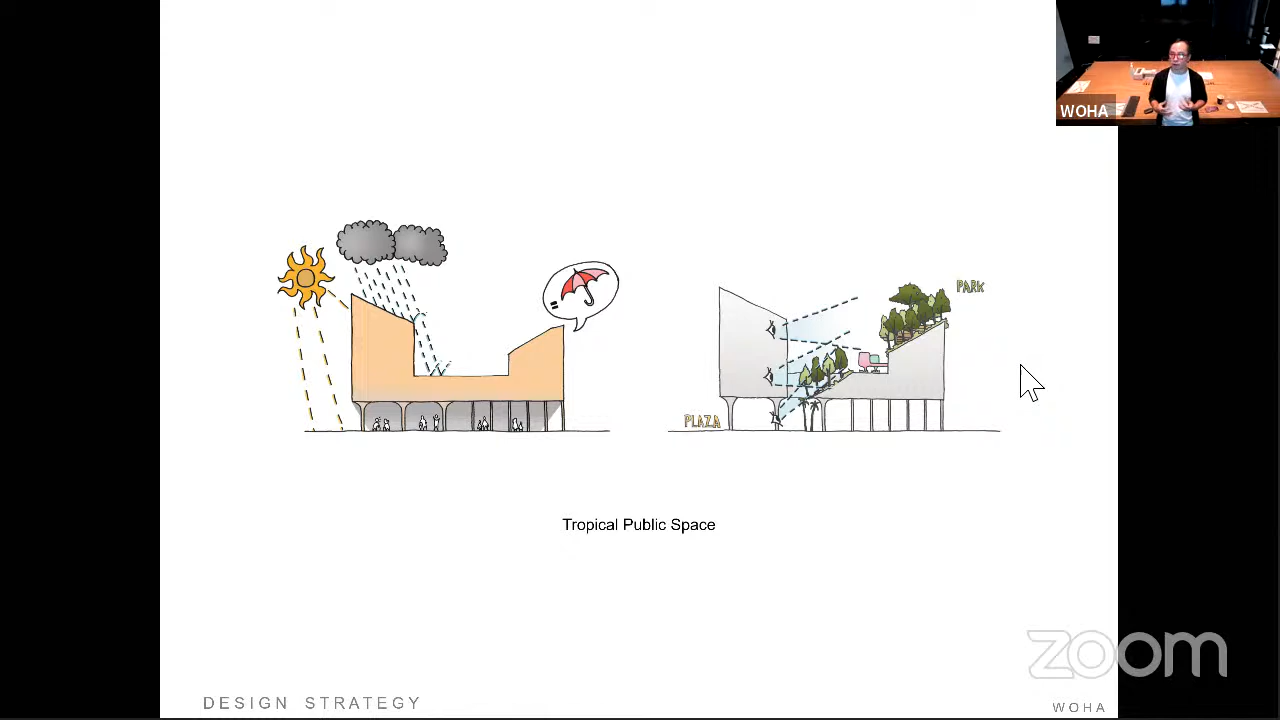 WOHA
PARK
=
PLAZA
Tropical Public Space
zoom
DESIGN STRATEGY
WOHA